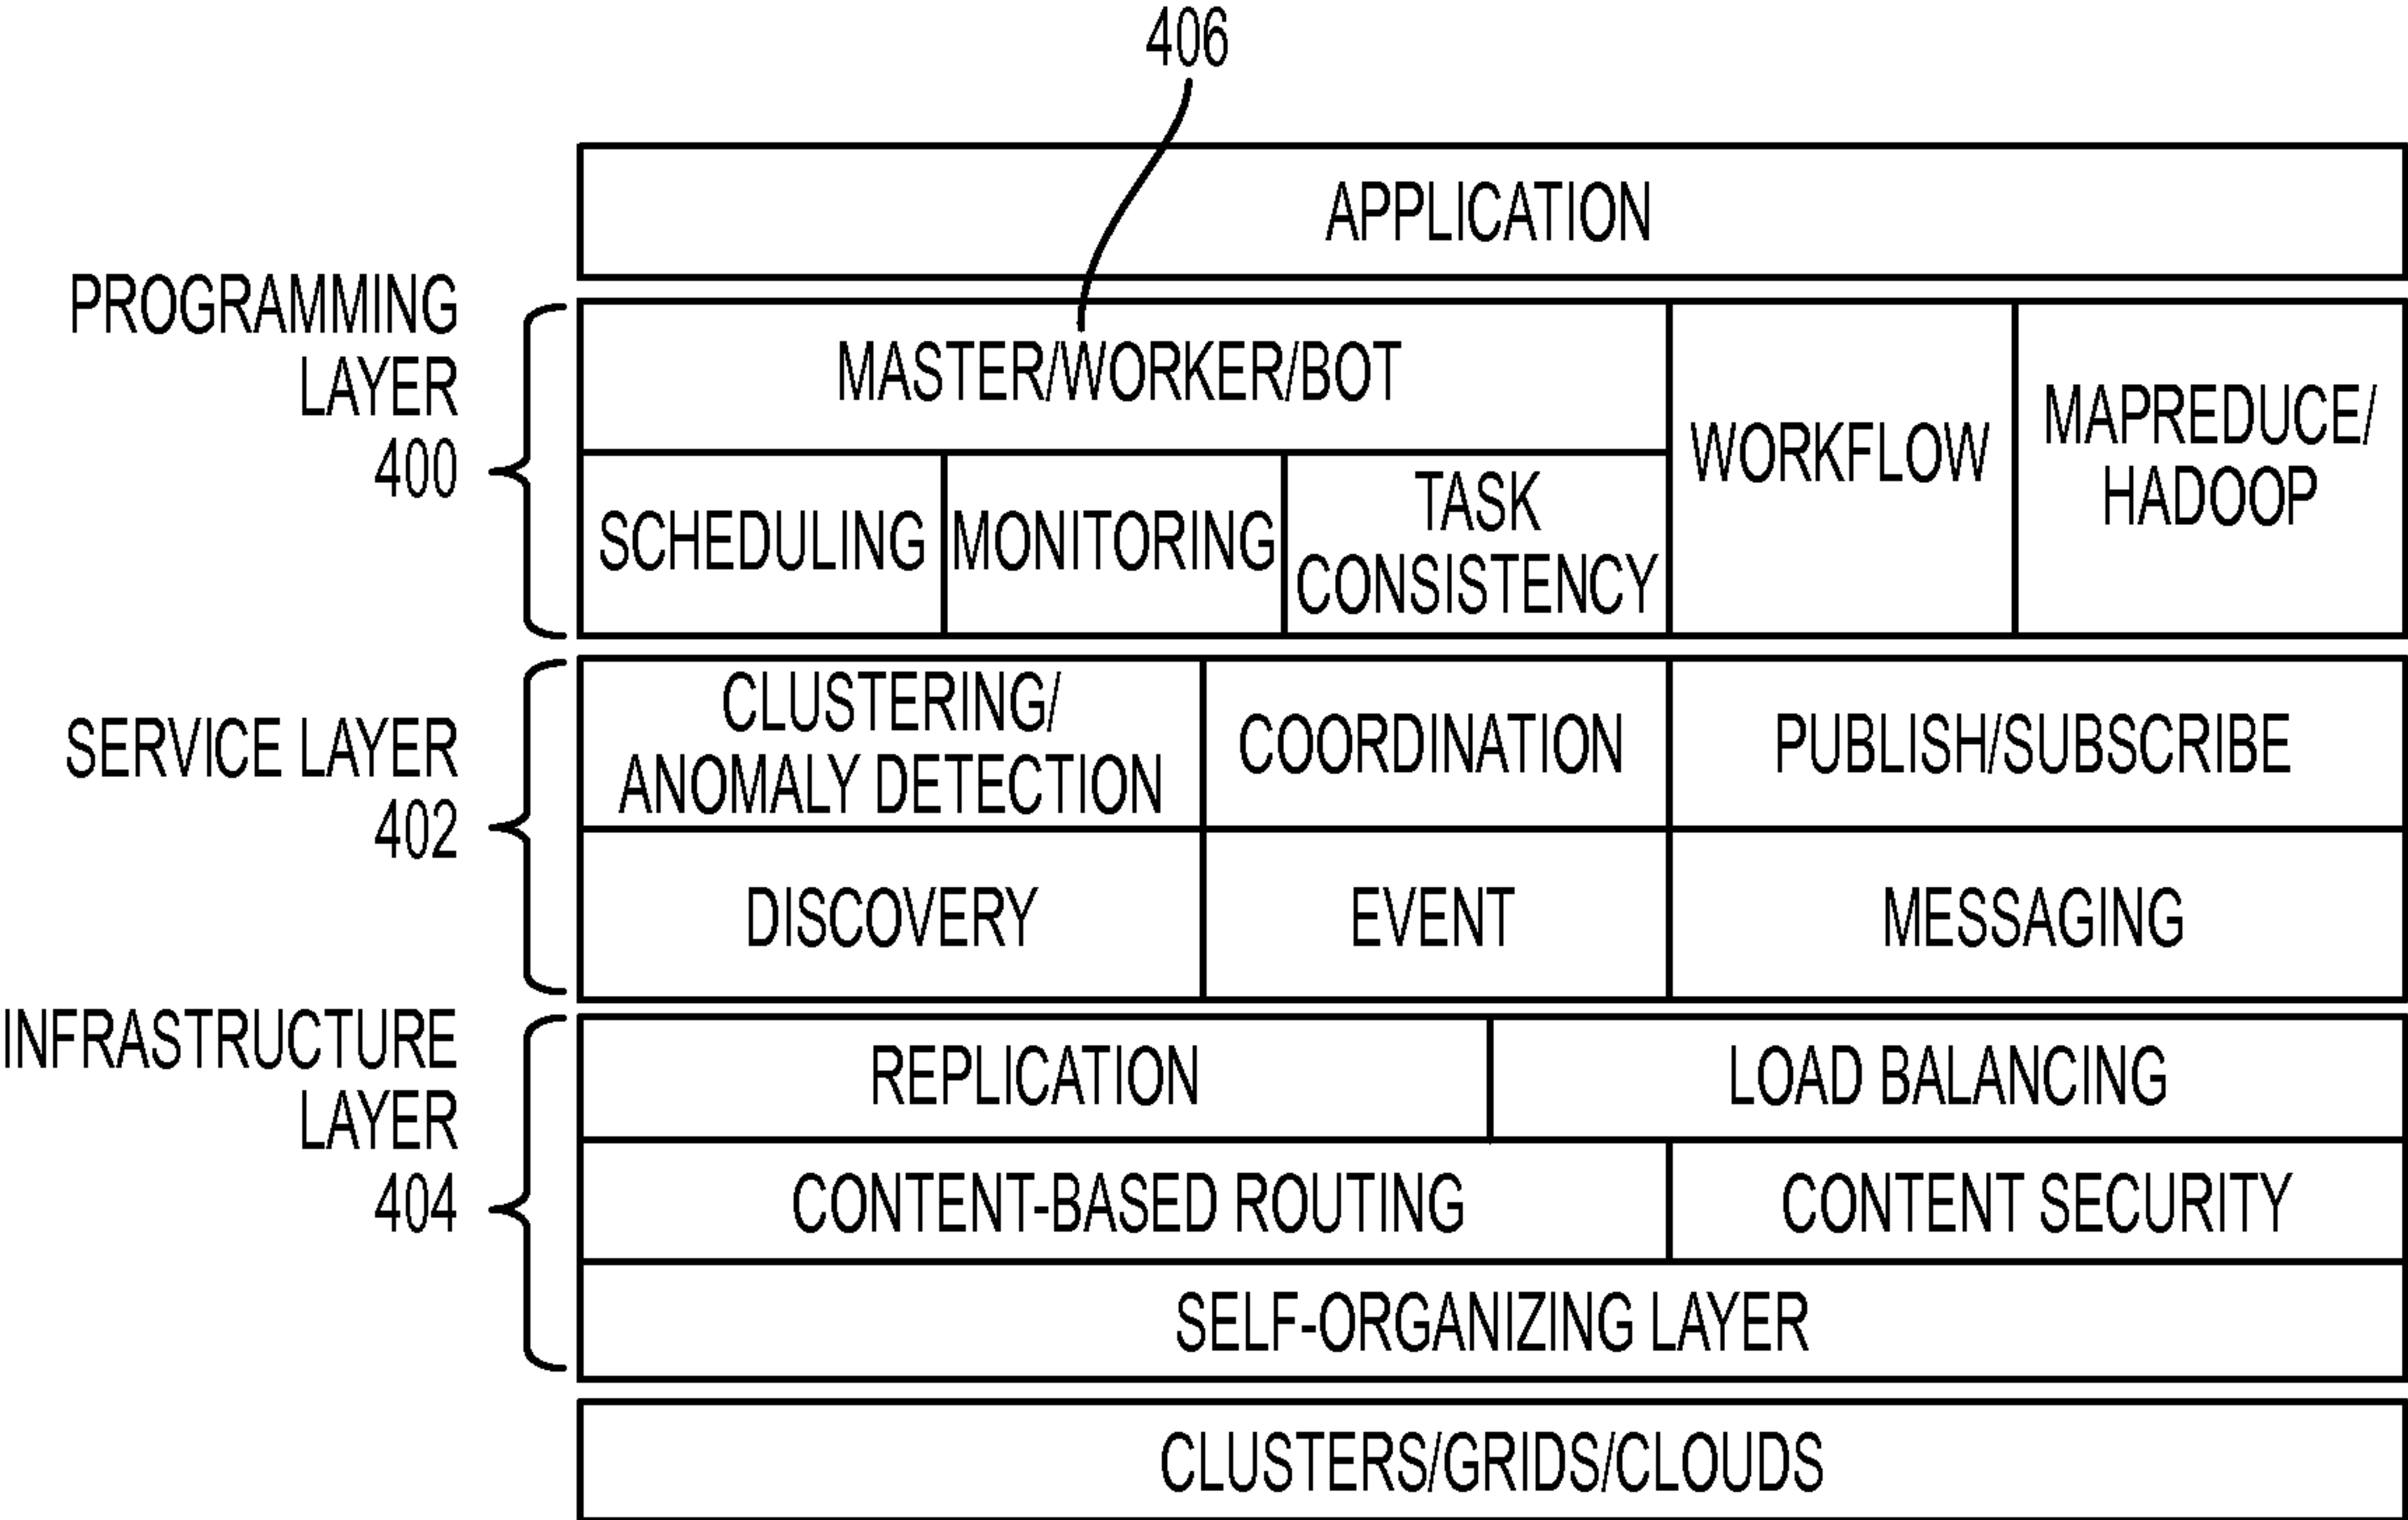 406
APPLICATION
PROGRAMMING
LAYER
400
MASTER/WORKER/BOT
SCHEDULING
MONITORING
TASK
CONSISTENCY
WORKFLOW
MAPREDUCE/
HADOOP
SERVICE LAYER
402
CLUSTERING/
ANOMALY DETECTION
COORDINATION
PUBLISH/SUBSCRIBE
DISCOVERY
EVENT
MESSAGING
INFRASTRUCTURE
LAYER
404
REPLICATION
LOAD BALANCING
CONTENT-BASED ROUTING
CONTENT SECURITY
SELF-ORGANIZING LAYER
CLUSTERS/GRIDS/CLOUDS